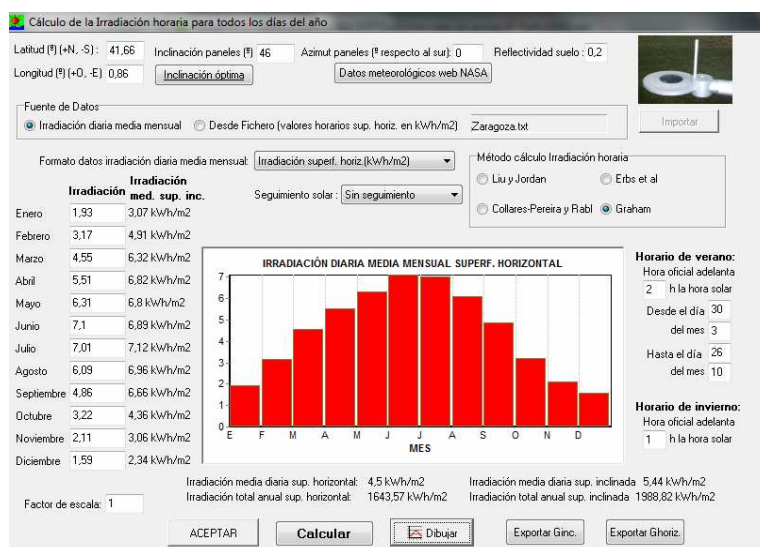 Cálculo de la Irradiación horaria para todos los días del año
Latitud (º) (+N, -S) : 41,66 Inclinación paneles (º) 46 Azimut paneles (º respecto al sur): 0 Reflectividad suelo : 0,2
Longitud (º) (+O, -E) 0,86 Inclinación óptima Datos meteorológicos web NASA
Importar
Fuente de Datos
Irradiación diaria media mensual Desde Fichero (valores horarios sup. horiz. en kWh/m2) Zaragoza.txt
Formato datos irradiación diaria media mensual: Irradiación superf. horiz.(kWh/m2)
Seguimiento solar : Sin seguimiento
Método cálculo Irradiación horaria
Liu y Jordan Erbs et al
Collares-Pereira y Rabl Graham
Irradiación Irradiación med. sup. inc.
Enero 1,93 3,07 kWh/m2
Febrero 3,17 4,91 kWh/m2
Marzo 4,55 6,32 kWh/m2
Abril 5,51 6,82 kWh/m2
Mayo 6,31 6,8 kWh/m2
Junio 7,1 6,89 kWh/m2
Julio 7,01 7,12 kWh/m2
Agosto 6,09 6,96 kWh/m2
Septiembre 4,86 6,66 kWh/m2
Octubre 3,22 4,36 kWh/m2
Noviembre 2,11 3,06 kWh/m2
Diciembre 1,59 2,34 kWh/m2
IRRADIACIÓN DIARIA MEDIA MENSUAL SUPERF. HORIZONTAL
7
6
5
4
3
2
1
0
E F M A M J J A S O N D
MES
Horario de verano:
Hora oficial adelanta
2 h la hora solar
Desde el día 30
del mes 3
Hasta el día 26
del mes 10
Horario de invierno:
Hora oficial adelanta
1 h la hora solar
Irradiación media diaria sup. horizontal: 4,5 kWh/m2 Irradiación media diaria sup. inclinada 5,44 kWh/m2
Irradiación total anual sup. horizontal: 1643,57 kWh/m2 Irradiación total anual sup. inclinada 1988,82 kWh/m2
Factor de escala: 1
ACEPTAR Calcular Dibujar Exportar Ginc. Exportar Ghoriz.